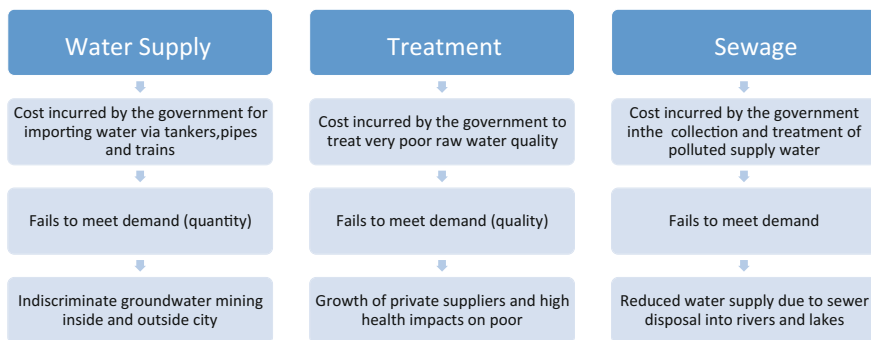 Water Supply
Cost incurred by the government for
importing water via tankers,pipes
and trains
Fails to meet demand (quantity)
Indiscriminate groundwater mining
inside and outside city
Treatment
Cost incurred by the government to
treat very poor raw water quality
Fails to meet demand (quality)
Growth of private suppliers and high
health impacts on poor
Sewage
Cost incurred by the government
inthe collection and treatment of
polluted supply water
Fails to meet demand
Reduced water supply due to sewer
disposal into rivers and lakes